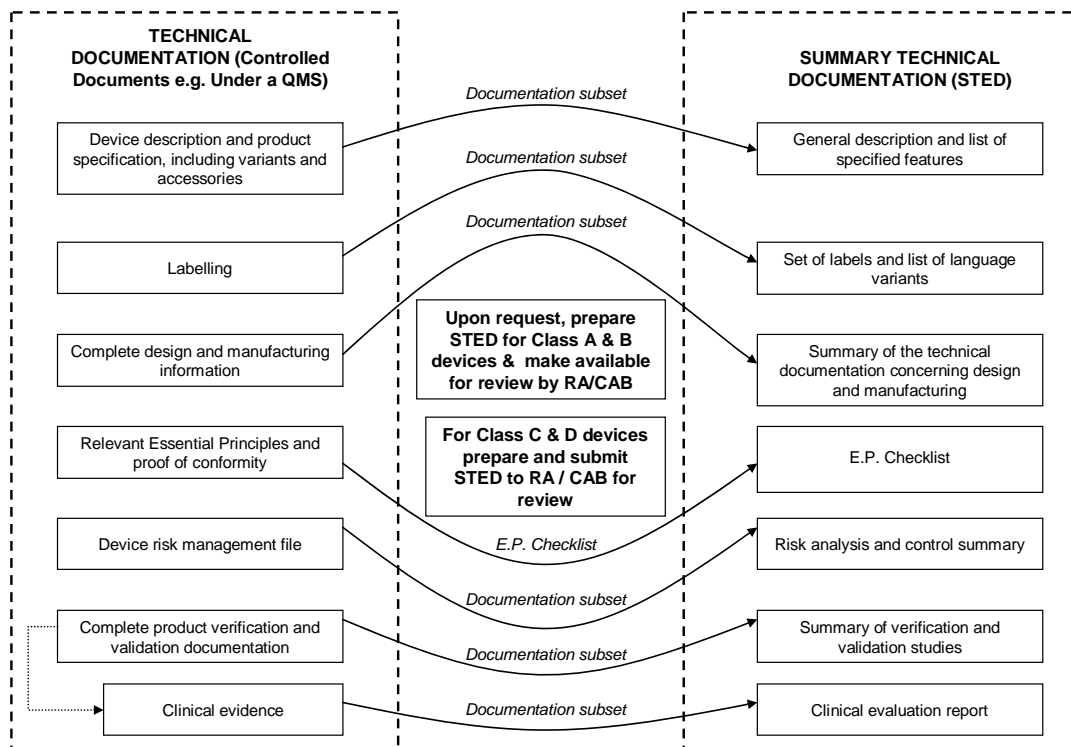 TECHNICAL
DOCUMENTATION (Controlled
Documents e.g. Under a QMS)
Device description and product
specification, including variants and
accessories
Labelling
Complete design and manufacturing
information
Relevant Essential Principles and
proof of conformity
Device risk management file
Complete product verification and
validation documentation
Clinical evidence
Documentation subset
Documentation subset
Documentation subset
Upon request, prepare
STED for Class A & B
devices & make available
for review by RA/CAB
For Class C & D devices
prepare and submit
STED to RA / CAB for
review
E.P. Checklist
Documentation subset
Documentation subset
Documentation subset
SUMMARY TECHNICAL
DOCUMENTATION (STED)
General description and list of
specified features
Set of labels and list of language
variants
Summary of the technical
documentation concerning design
and manufacturing
E.P. Checklist
Risk analysis and control summary
Summary of verification and
validation studies
Clinical evaluation report